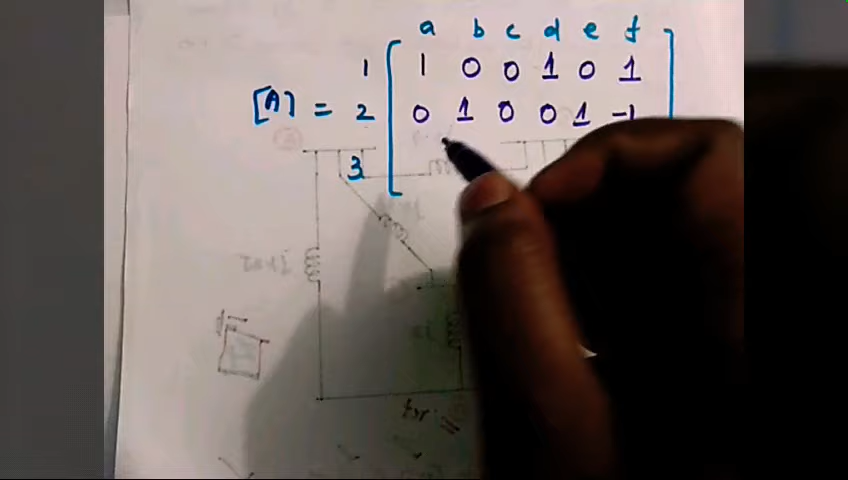 a b c d e f
1 1 0 0 1 0 1
[A] = 2 0 1 0 0 1 -1
3